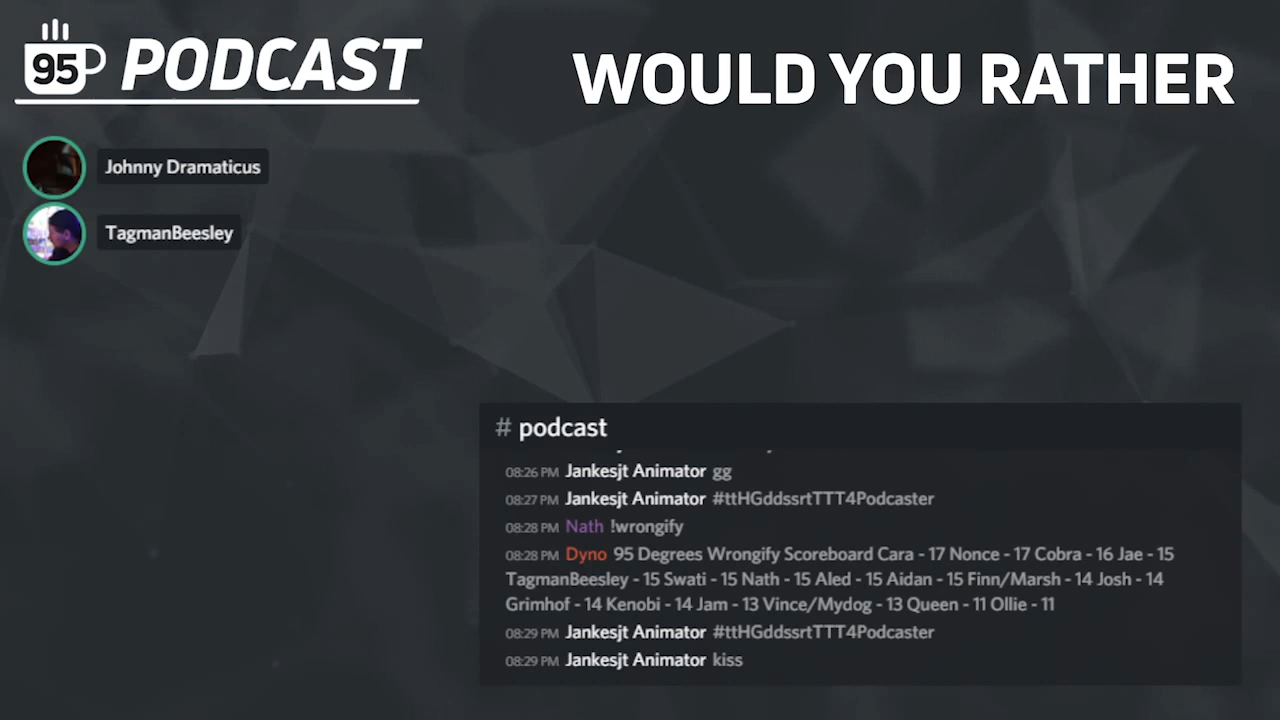 95 PODCAST
WOULD YOU RATHER
Johnny Dramaticus
TagmanBeesley
# podcast
08:26 PM Jankesjt Animator gg
08:27 PM Jankesjt Animator #ttHGddssrtTTT4Podcaster
08:28 PM Nath !wrongify
08:28 PM Dyno 95 Degrees Wrongify Scoreboard Cara - 17 Nonce - 17 Cobra - 16 Jae - 15
TagmanBeesley - 15 Swati - 15 Nath - 15 Aled - 15 Aidan - 15 Finn/Marsh - 14 Josh - 14
Grimhof - 14 Kenobi - 14 Jam - 13 Vince/Mydog - 13 Queen - 11 Ollie - 11
08:29 PM Jankesjt Animator #ttHGddssrtTTT4Podcaster
08:29 PM Jankesjt Animator kiss